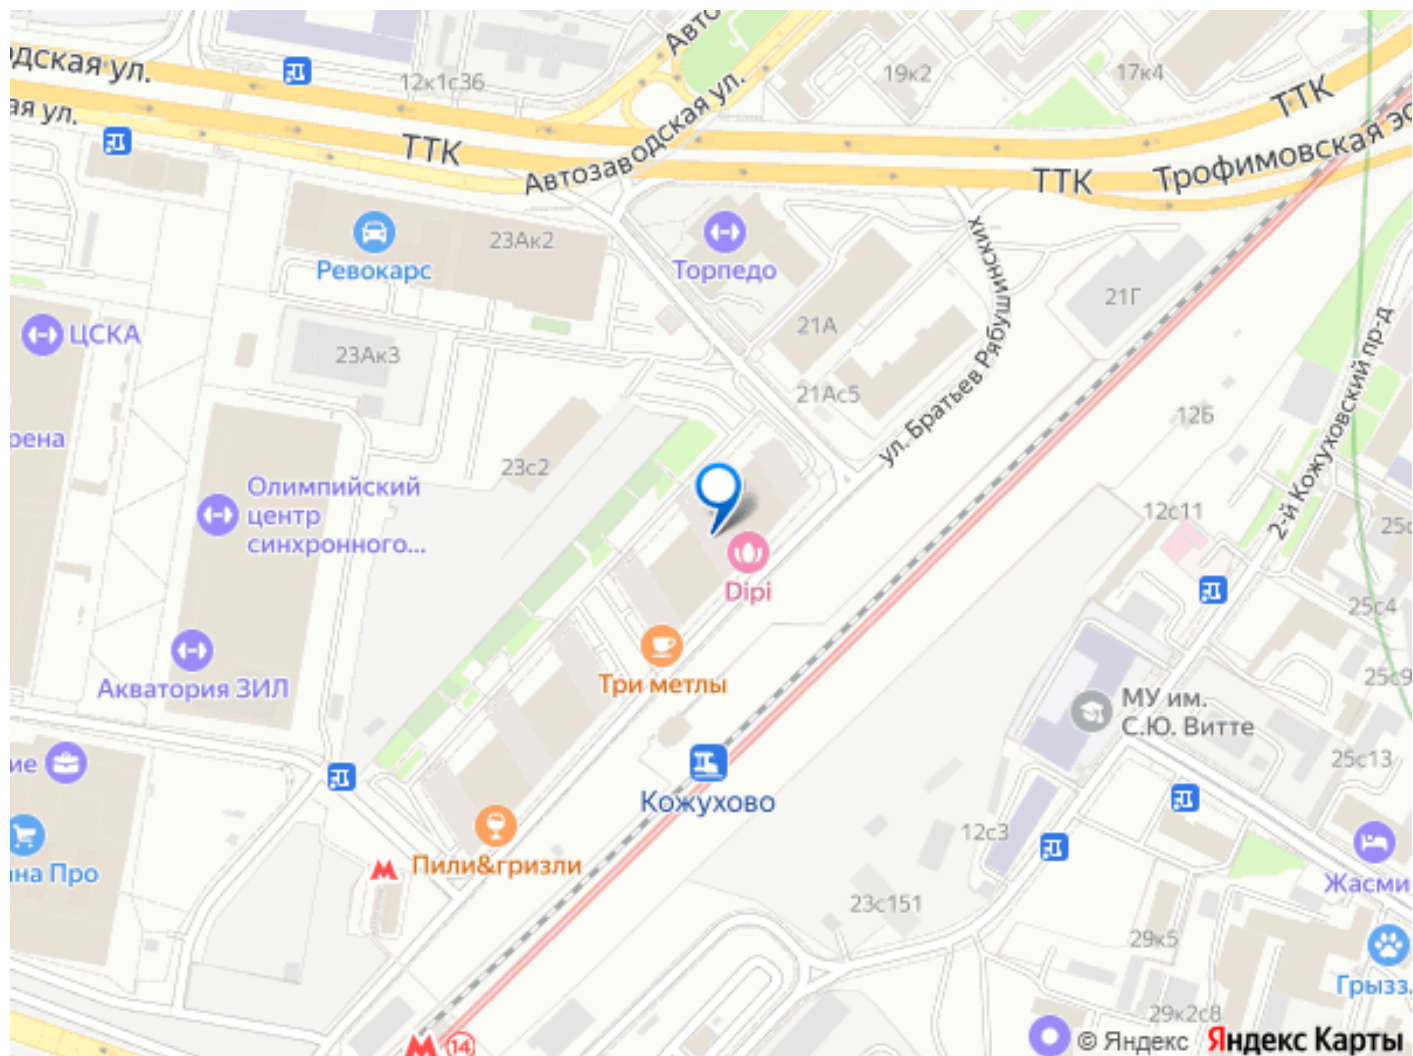 Авто
одская ул.
12к1с36
19к2
17к4
ТТК
ая ул.
ТТК
Автозаводская ул.
ТТК
Трофимовская эс
23Ак2
Ревокарс
Торпедо
ул. Братьев Рябушинских
21Г
21А
ЦСКА
23Ак3
21Ас5
2-й Кожуховский пр-д
12Б
рена
23с2
Олимпийский
центр
синхронного...
12с11
25с
Dipi
25с4
Три метлы
Акватория ЗИЛ
25с9
МУ им.
С.Ю. Витте
ие
25с13
Кожухово
12с3
Пили&гризли
на Про
Жасми
23с151
29к5
Грызз
29к2с8
14
© Яндекс Яндекс Карты